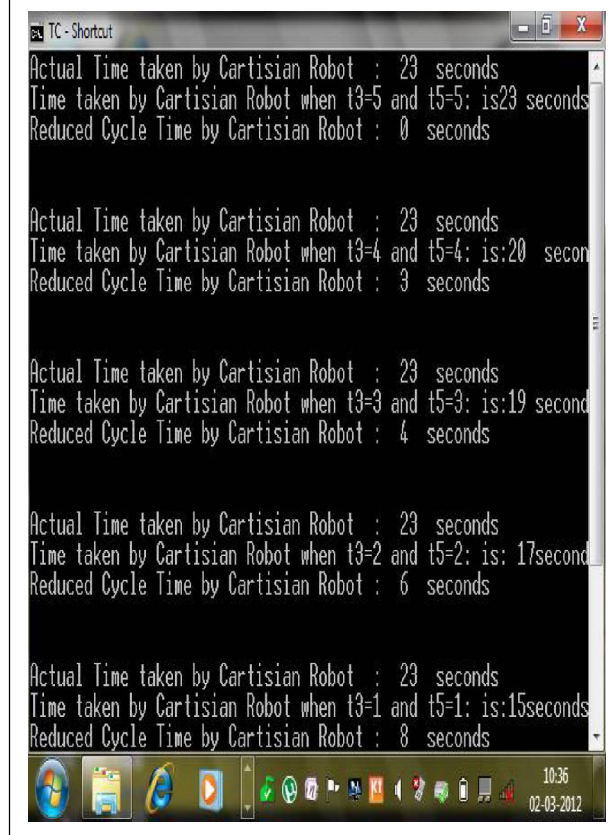 TC - Shortcut
Actual Time taken by Cartisian Robot : 23 seconds
Time taken by Cartisian Robot when t3=5 and t5=5: is23 seconds
Reduced Cycle Time by Cartisian Robot : 0 seconds
Actual Time taken by Cartisian Robot : 23 seconds
Time taken by Cartisian Robot when t3=4 and t5=4: is:20 secon
Reduced Cycle Time by Cartisian Robot : 3 seconds
Actual Time taken by Cartisian Robot : 23 seconds
Time taken by Cartisian Robot when t3=3 and t5=3: is:19 second
Reduced Cycle Time by Cartisian Robot : 4 seconds
Actual Time taken by Cartisian Robot : 23 seconds
Time taken by Cartisian Robot when t3=2 and t5=2: is: 17second
Reduced Cycle Time by Cartisian Robot : 6 seconds
Actual Time taken by Cartisian Robot : 23 seconds
Time taken by Cartisian Robot when t3=1 and t5=1: is:15seconds
Reduced Cycle Time by Cartisian Robot : 8 seconds
10:36
02-03-2012